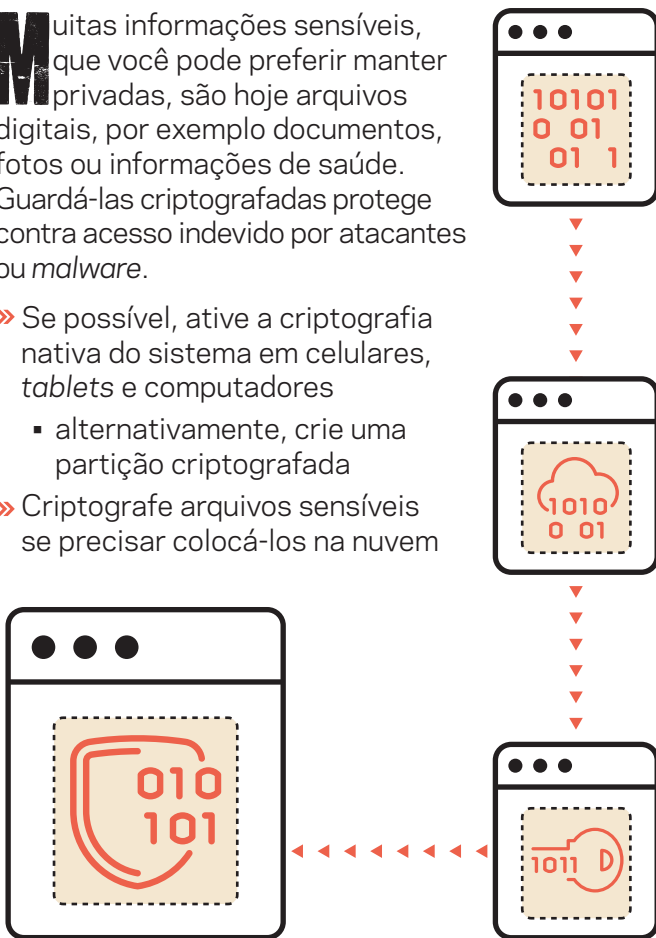 Muitas informações sensíveis,
que você pode preferir manter
privadas, são hoje arquivos
digitais, por exemplo documentos,
fotos ou informações de saúde.
Guardá-las criptografadas protege
contra acesso indevido por atacantes
ou malware.
» Se possível, ative a criptografia
nativa do sistema em celulares,
tablets e computadores
▪ alternativamente, crie uma
partição criptografada
» Criptografe arquivos sensíveis
se precisar colocá-los na nuvem
10101
0 01
01 1
1010
0 01
1011
010
101